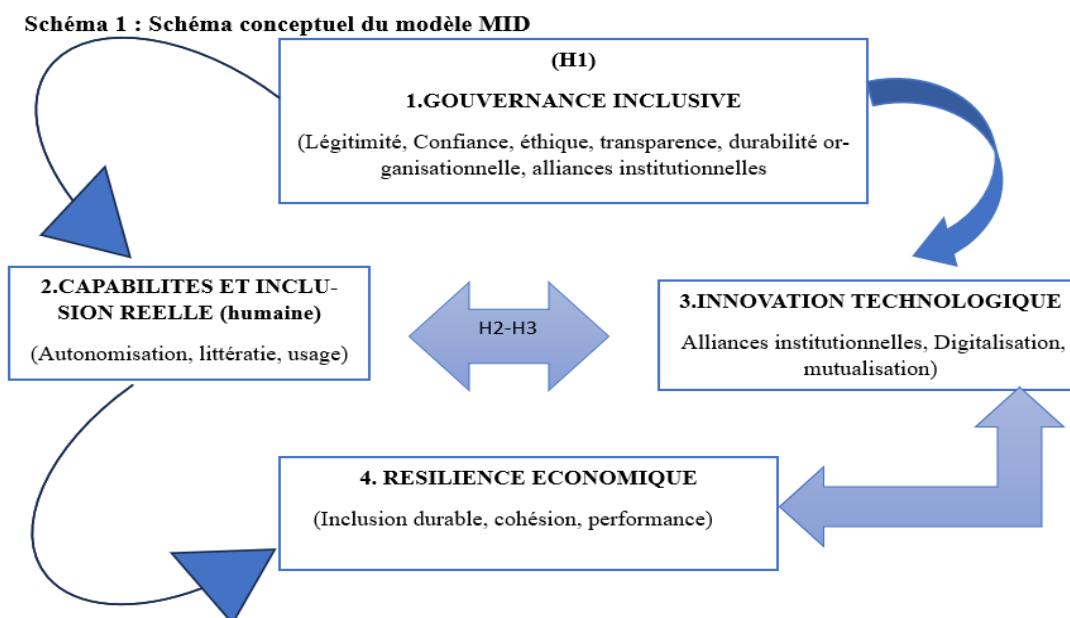 Schéma 1 : Schéma conceptuel du modèle MID
(H1)
1.GOUVERNANCE INCLUSIVE
(Légitimité, Confiance, éthique, transparence, durabilité or-
ganisationnelle, alliances institutionnelles
2.CAPABILITES ET INCLU-
SION REELLE (humaine)
(Autonomisation, littératie, usage)
H2-H3
3.INNOVATION TECHNOLOGIQUE
Alliances institutionnelles, Digitalisation,
mutualisation)
4. RESILIENCE ECONOMIQUE
(Inclusion durable, cohésion, performance)